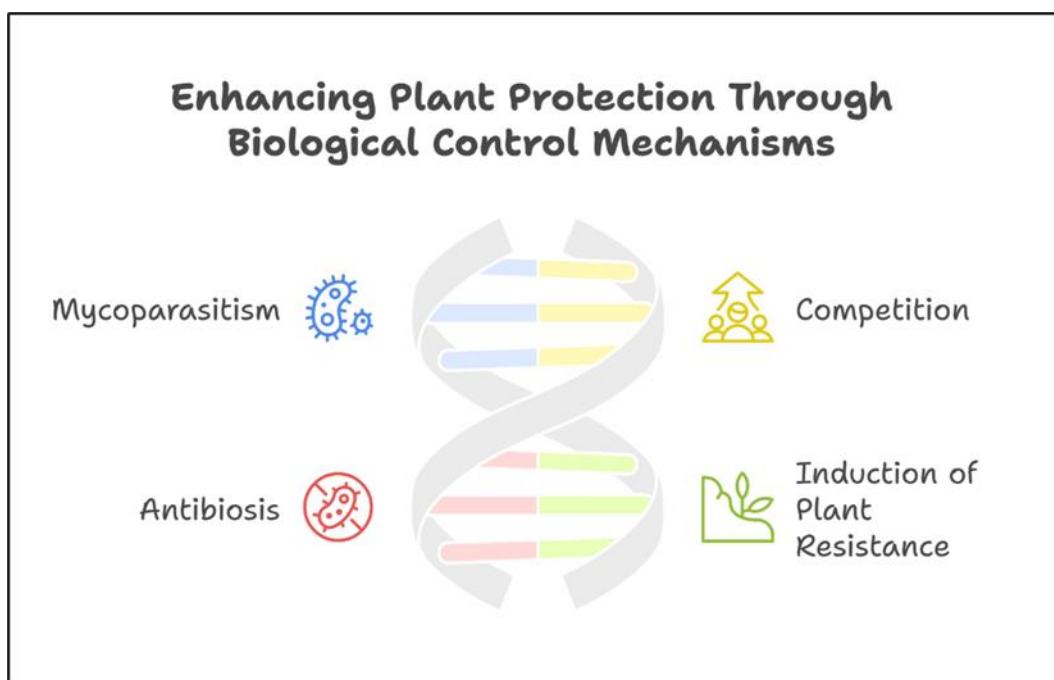 Enhancing Plant Protection Through
Biological Control Mechanisms
Mycoparasitism
Competition
Antibiosis
Induction of
Plant
Resistance